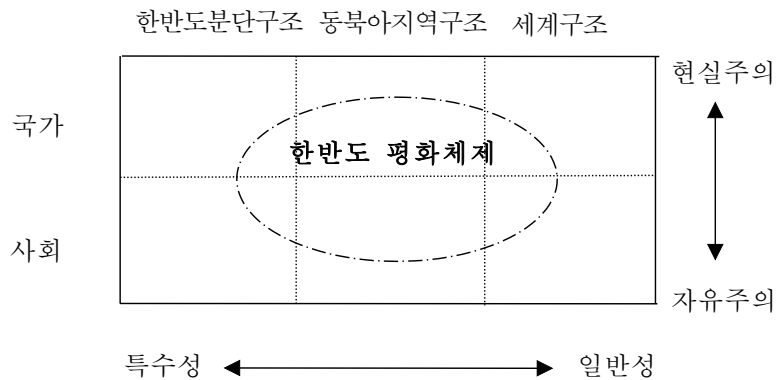 한반도분단구조 동북아지역구조 세계구조
현실주의
국가
한반도 평화체제
사회
자유주의
특수성 일반성